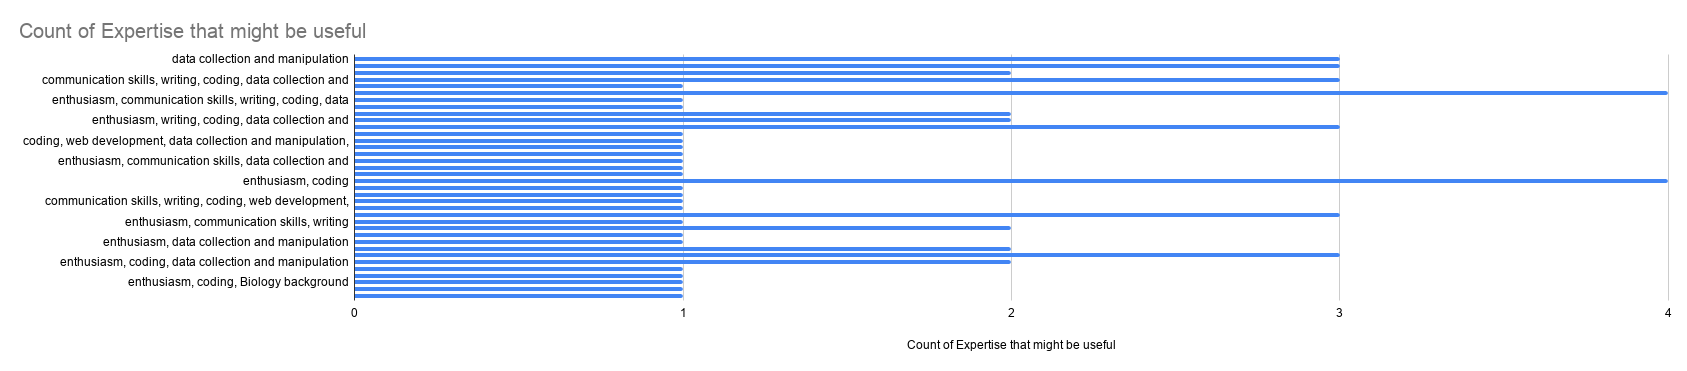 Count of Expertise that might be useful
data collection and manipulation
communication skills, writing, coding, data collection and
enthusiasm, communication skills, writing, coding, data
enthusiasm, writing, coding, data collection and
coding, web development, data collection and manipulation,
enthusiasm, communication skills, data collection and
enthusiasm, coding
communication skills, writing, coding, web development,
enthusiasm, communication skills, writing
enthusiasm, data collection and manipulation
enthusiasm, coding, data collection and manipulation
enthusiasm, coding, Biology background
0 1 2 3 4
Count of Expertise that might be useful